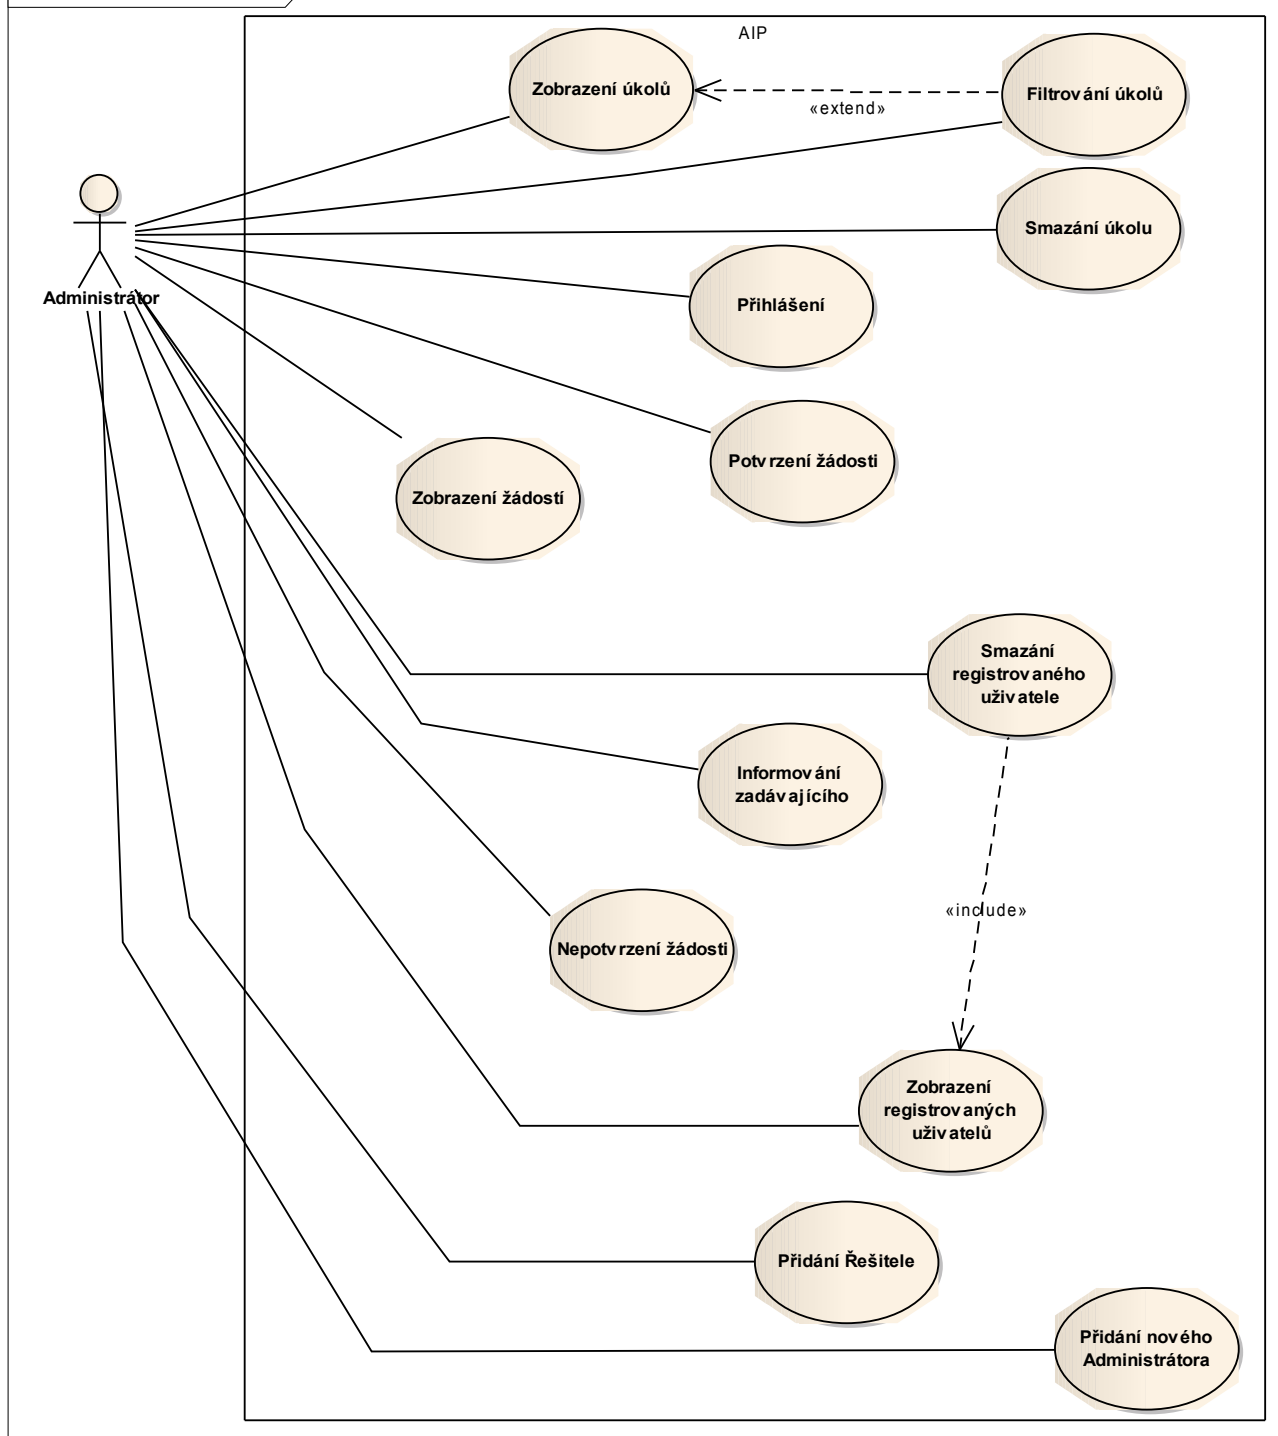 AIP
Zobrazení úkolů
Filtrování úkolů
«extend»
Smazání úkolu
Administrátor
Přihlášení
Potvrzení žádosti
Zobrazení žádostí
Smazání
registrovaného
uživatele
Informování
zadávajícího
«include»
Nepotvrzení žádosti
Zobrazení
registrovaných
uživatelů
Přidání Řešitele
Přidání nového
Administrátora